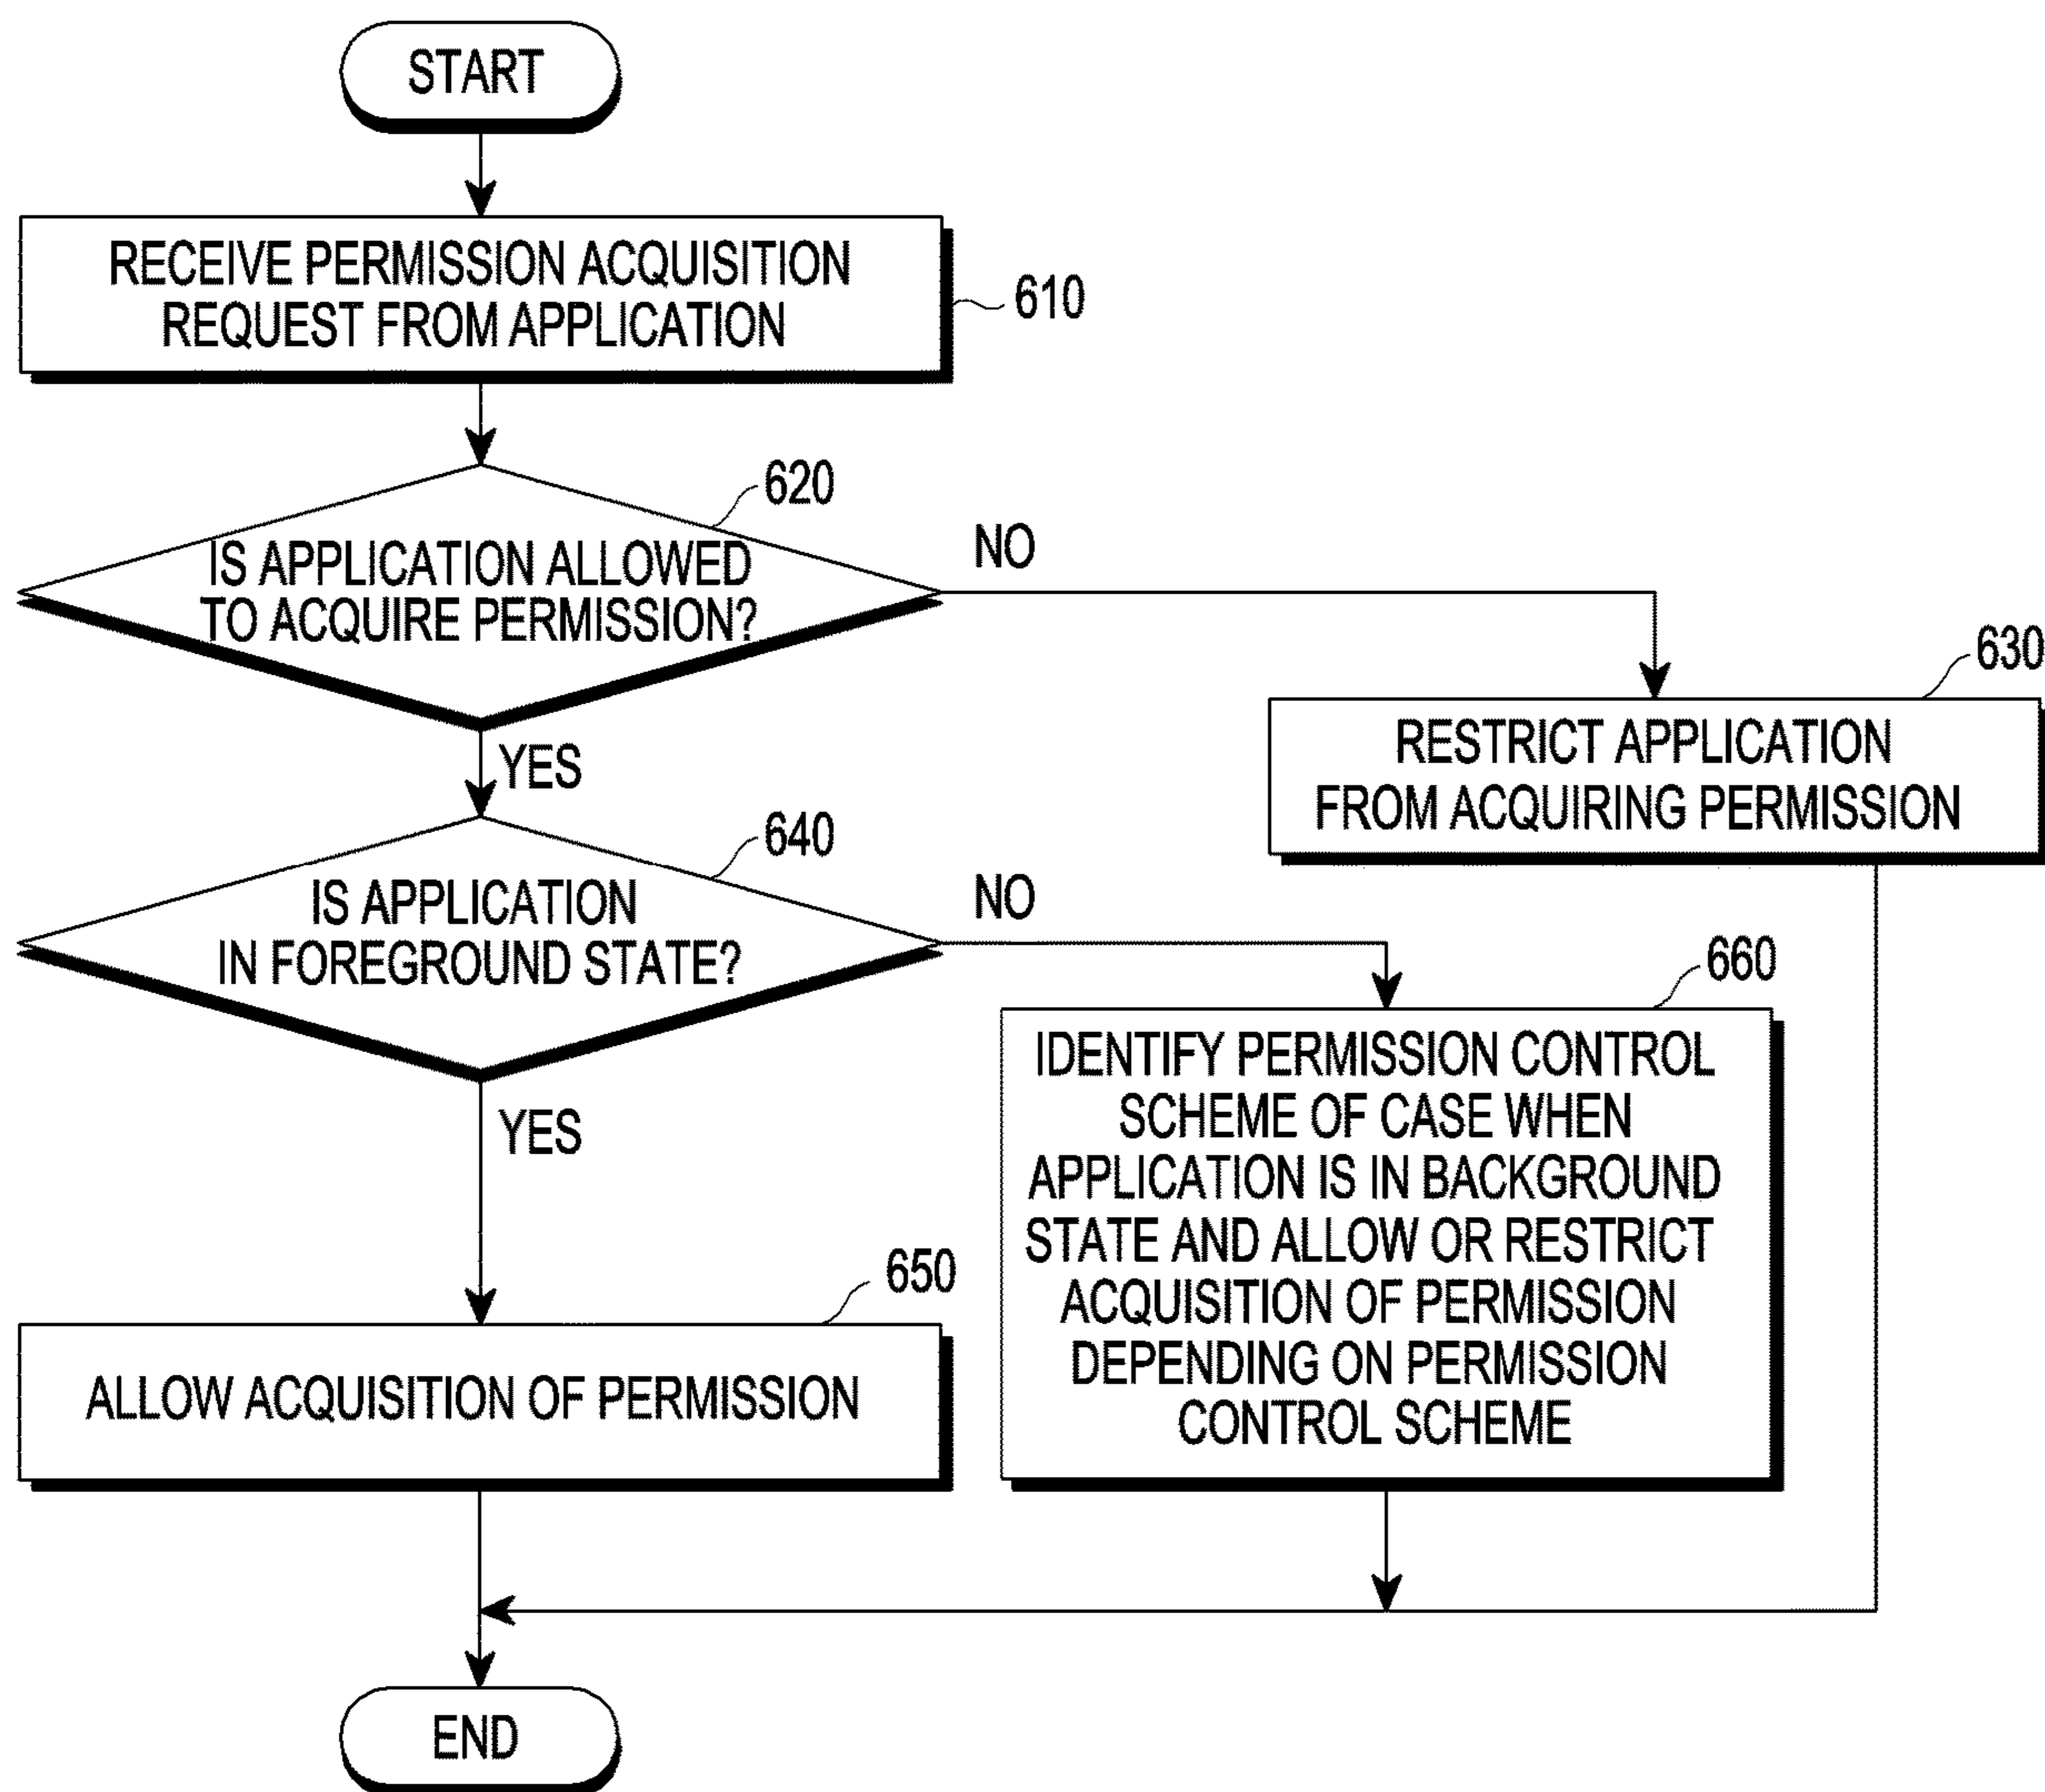 START
RECEIVE PERMISSION ACQUISITION
REQUEST FROM APPLICATION
610
620
IS APPLICATION ALLOWED
TO ACQUIRE PERMISSION?
NO
YES
630
RESTRICT APPLICATION
FROM ACQUIRING PERMISSION
640
IS APPLICATION
IN FOREGROUND STATE?
NO
YES
660
IDENTIFY PERMISSION CONTROL
SCHEME OF CASE WHEN
APPLICATION IS IN BACKGROUND
STATE AND ALLOW OR RESTRICT
ACQUISITION OF PERMISSION
DEPENDING ON PERMISSION
CONTROL SCHEME
650
ALLOW ACQUISITION OF PERMISSION
END